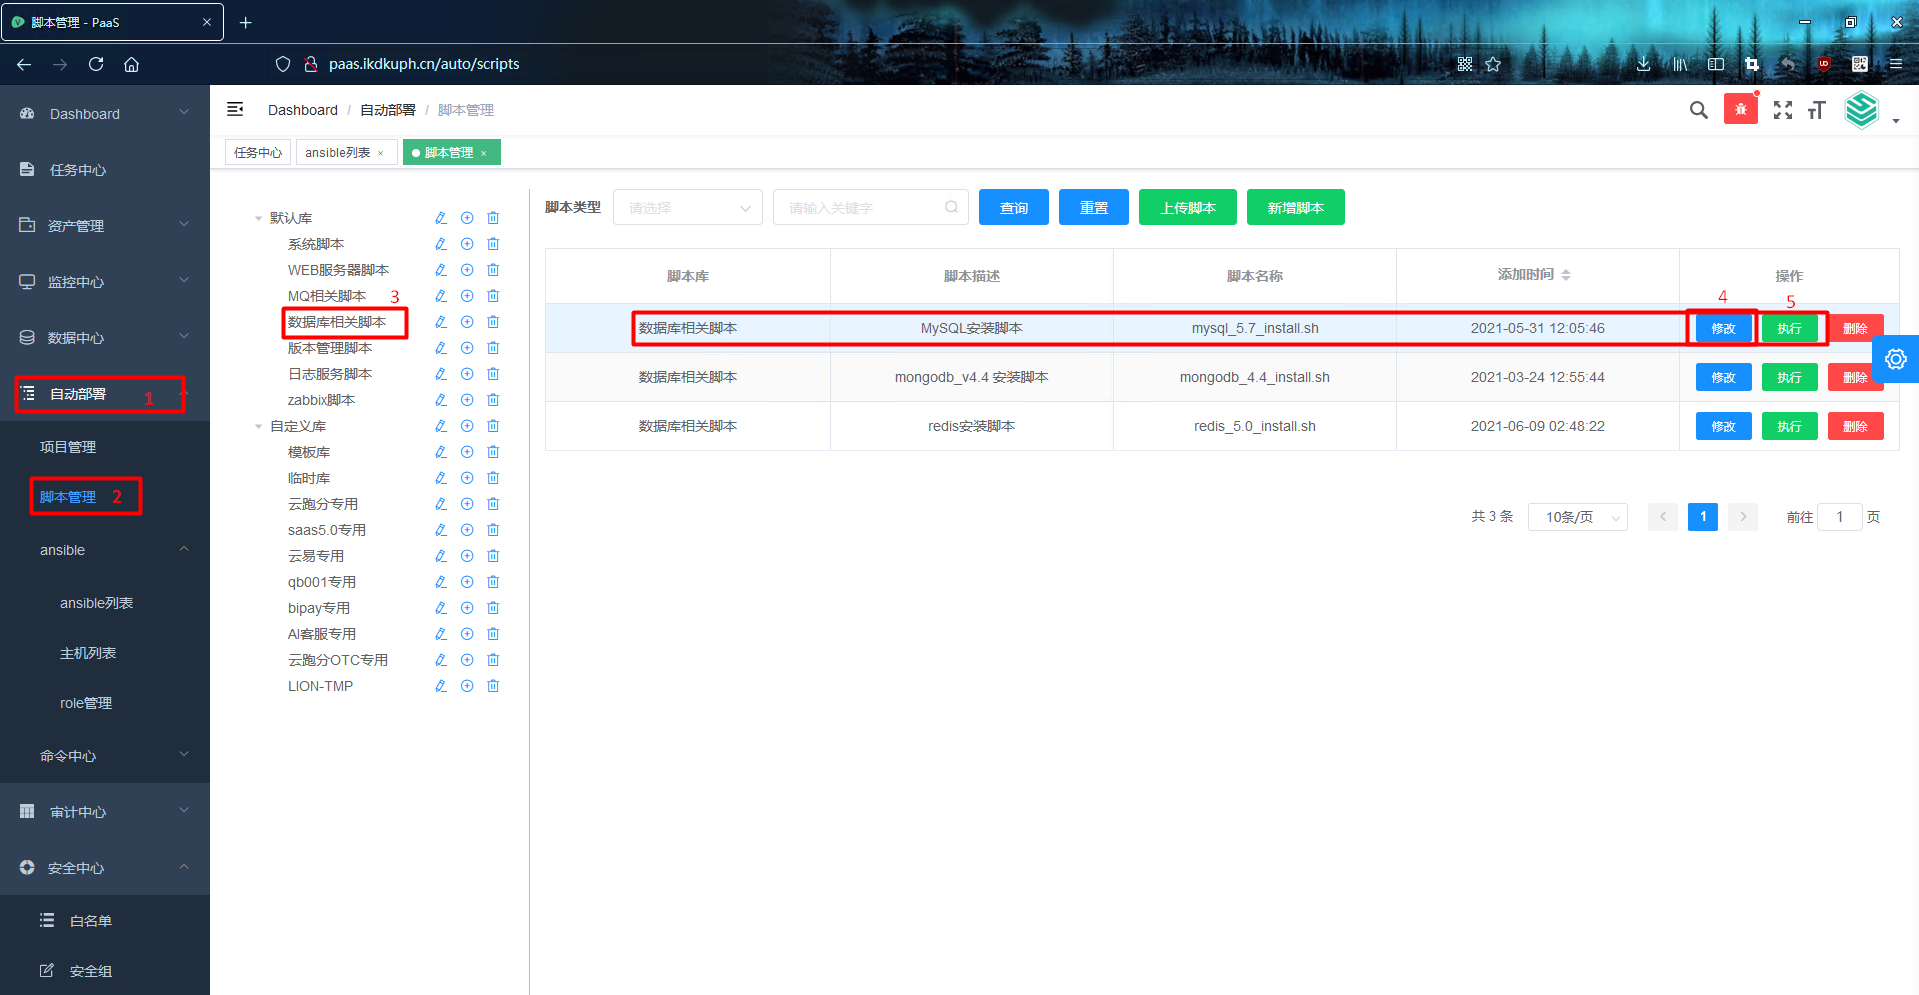 脚本管理 - PaaS
paas.ikdkuph.cn/auto/scripts
Dashboard
任务中心
资产管理
监控中心
数据中心
自动部署 1
项目管理
脚本管理 2
ansible
ansible列表
主机列表
role管理
命令中心
审计中心
安全中心
白名单
安全组
Dashboard / 自动部署 / 脚本管理
任务中心 ansible列表 × 脚本管理 ×
默认库
系统脚本
WEB服务器脚本
MQ相关脚本 3
数据库相关脚本
版本管理脚本
日志服务脚本
zabbix脚本
自定义库
模板库
临时库
云跑分专用
saas5.0专用
云易专用
qb001专用
bipay专用
AI客服专用
云跑分OTC专用
LION-TMP
脚本类型 请选择 请输入关键字 查询 重置 上传脚本 新增脚本
脚本库 脚本描述 脚本名称 添加时间 操作
4 5
数据库相关脚本 MySQL安装脚本 mysql_5.7_install.sh 2021-05-31 12:05:46 修改 执行 删除
数据库相关脚本 mongodb_v4.4 安装脚本 mongodb_4.4_install.sh 2021-03-24 12:55:44 修改 执行 删除
数据库相关脚本 redis安装脚本 redis_5.0_install.sh 2021-06-09 02:48:22 修改 执行 删除
共 3 条 10条/页 1 前往 1 页